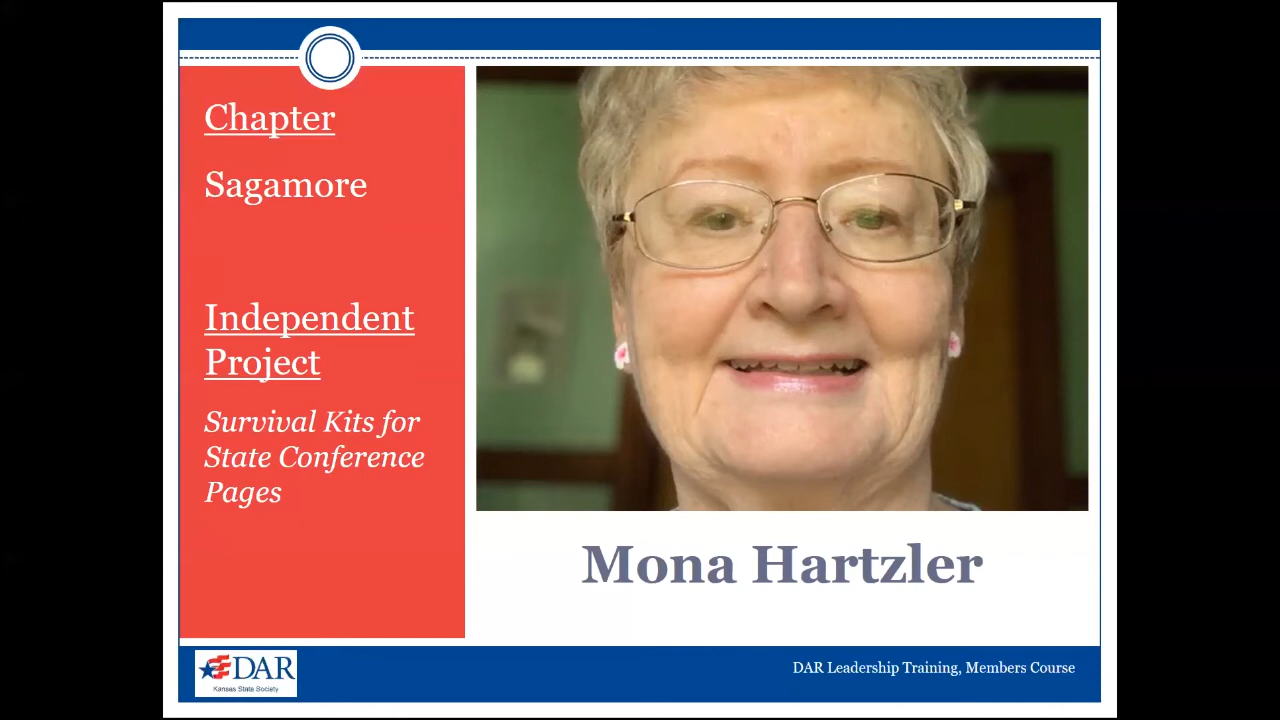 Chapter
Sagamore
Independent
Project
Survival Kits for
State Conference
Pages
Mona Hartzler
DAR
Kansas State Society
DAR Leadership Training, Members Course